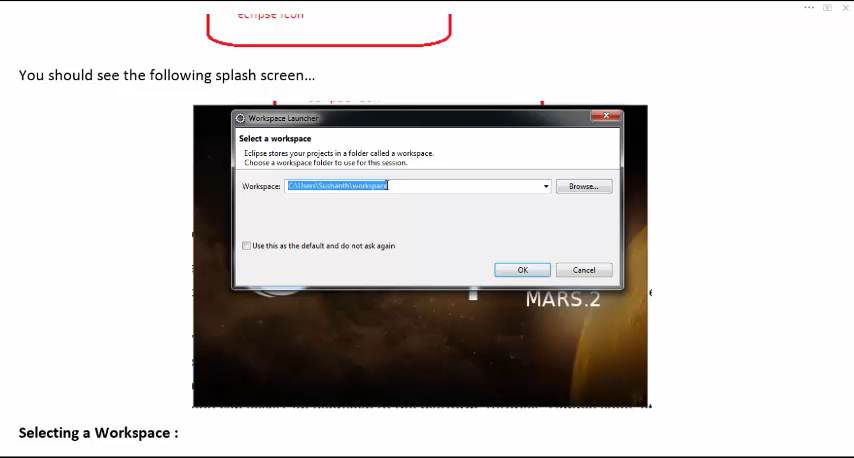 eclipse icon
You should see the following splash screen...
Workspace Launcher
Select a workspace
Eclipse stores your projects in a folder called a workspace.
Choose a workspace folder to use for this session.
Workspace: C:\Users\Sushanth\workspace Browse...
Use this as the default and do not ask again
OK Cancel
MARS.2
Selecting a Workspace :